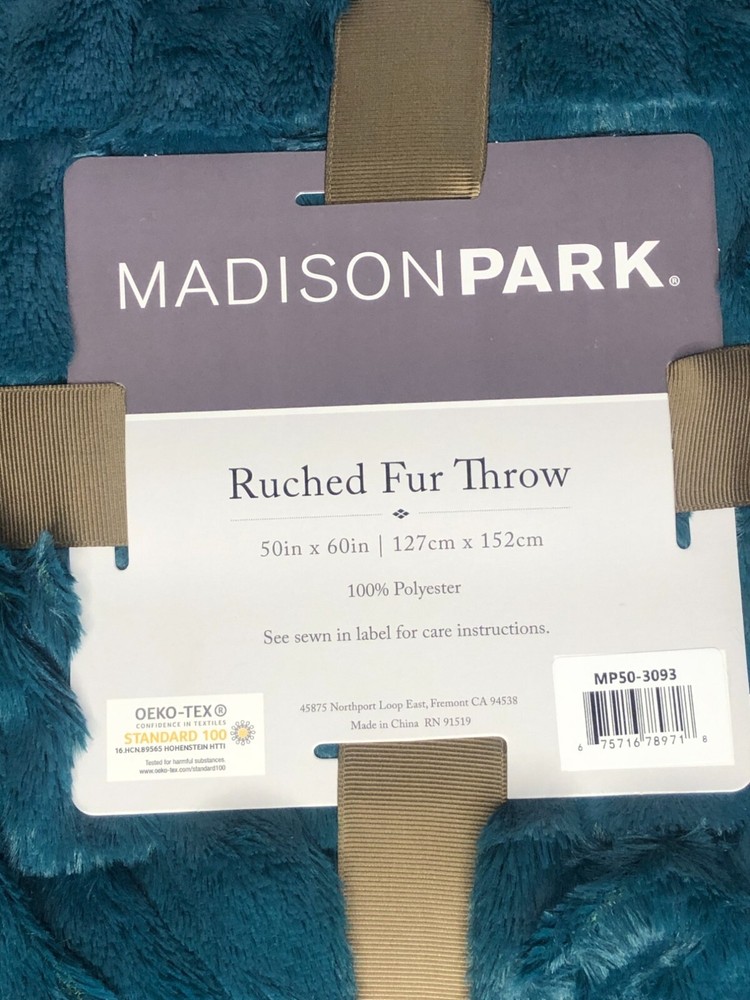 MADISONPARK®
Ruched Fur Throw
50in x 60in | 127cm x 152cm
100% Polyester
See sewn in label for care instructions.
OEKO-TEX®
CONFIDENCE IN TEXTILES
STANDARD 100
16.HCN.89565 HOHENSTEIN HTTI
Tested for harmful substances.
www.oeko-tex.com/standard100
45875 Northport Loop East, Fremont CA 94538
Made in China RN 91519
MP50-3093
6 75716 78971 8